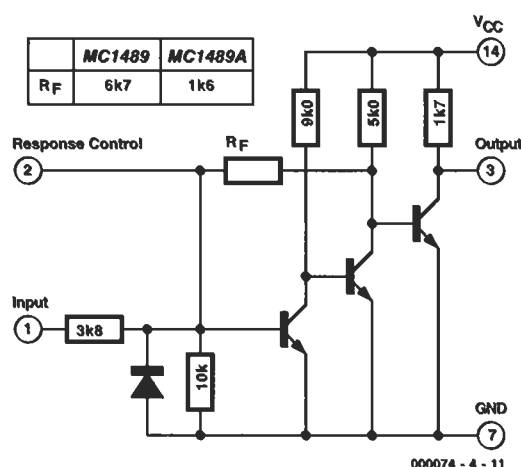 VCC
14
MC1489 MC1489A
RF 6k7 1k6
9k0 5k0 1k7
Response Control RF Output
2 3
Input
1 3k8
10k
GND
7
000074 - 4 - 11